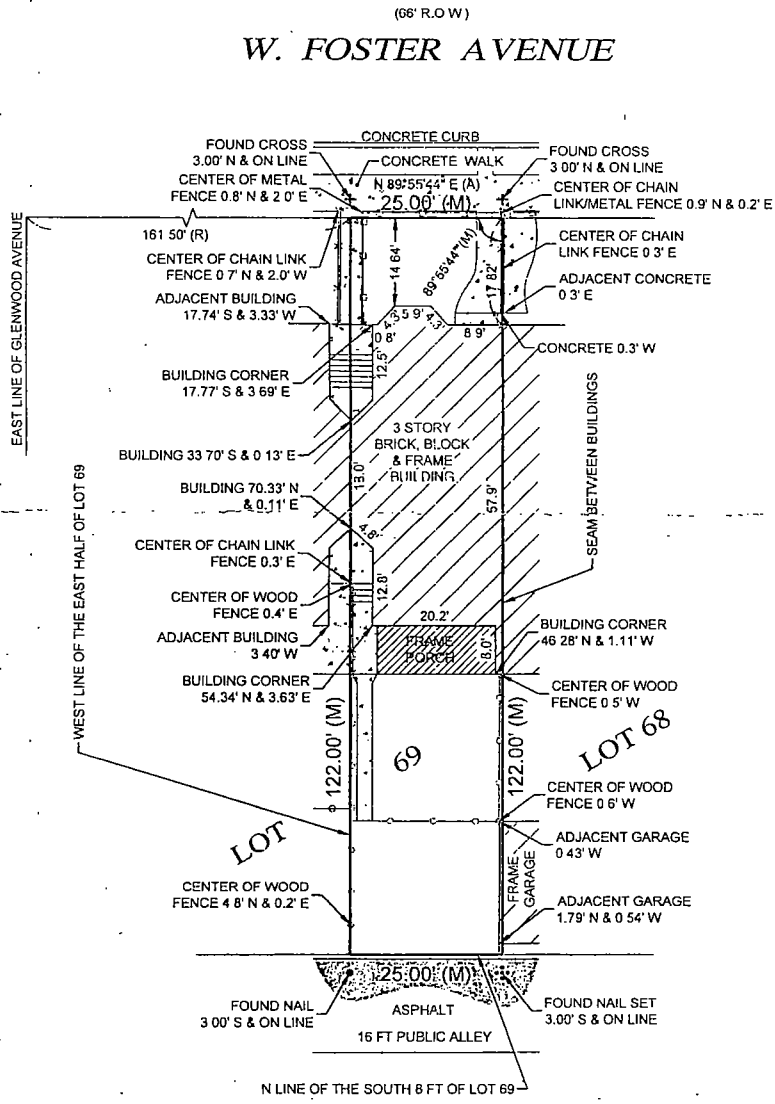 (66' R.O W)
W. FOSTER AVENUE
CONCRETE CURB
FOUND CROSS
3.00' N & ON LINE
CONCRETE WALK
FOUND CROSS
3 00' N & ON LINE
CENTER OF METAL
FENCE 0.8' N & 2 0' E
N 89°55'44" E (A)
25.00' (M)
CENTER OF CHAIN
LINK/METAL FENCE 0.9' N & 0.2' E
EAST LINE OF GLENWOOD AVENUE
161 50' (R)
CENTER OF CHAIN LINK
FENCE 0 7' N & 2.0' W
14 64'
89°55'44" (M)
17 82'
CENTER OF CHAIN
LINK FENCE 0 3' E
ADJACENT CONCRETE
0 3' E
ADJACENT BUILDING
17.74' S & 3.33' W
4.3'
5 9'
4.3'
0 8'
8 9'
CONCRETE 0.3' W
12.5'
BUILDING CORNER
17.77' S & 3 69' E
3 STORY
BRICK, BLOCK
& FRAME
BUILDING
BUILDING 33 70' S & 0 13' E
13.0'
57.9'
SEAM BETWEEN BUILDINGS
BUILDING 70.33' N
& 0.11' E
4.8'
CENTER OF CHAIN LINK
FENCE 0.3' E
12.8'
CENTER OF WOOD
FENCE 0.4' E
20.2'
ADJACENT BUILDING
3 40' W
FRAME
PORCH
8.0'
BUILDING CORNER
46 28' N & 1.11' W
BUILDING CORNER
54.34' N & 3.63' E
CENTER OF WOOD
FENCE 0 5' W
WEST LINE OF THE EAST HALF OF LOT 69
122.00' (M)
69
122.00' (M)
LOT 68
CENTER OF WOOD
FENCE 0 6' W
LOT
ADJACENT GARAGE
0 43' W
FRAME
GARAGE
CENTER OF WOOD
FENCE 4 8' N & 0.2' E
ADJACENT GARAGE
1.79' N & 0 54' W
25.00' (M)
FOUND NAIL
3 00' S & ON LINE
ASPHALT
FOUND NAIL SET
3.00' S & ON LINE
16 FT PUBLIC ALLEY
N LINE OF THE SOUTH 8 FT OF LOT 69